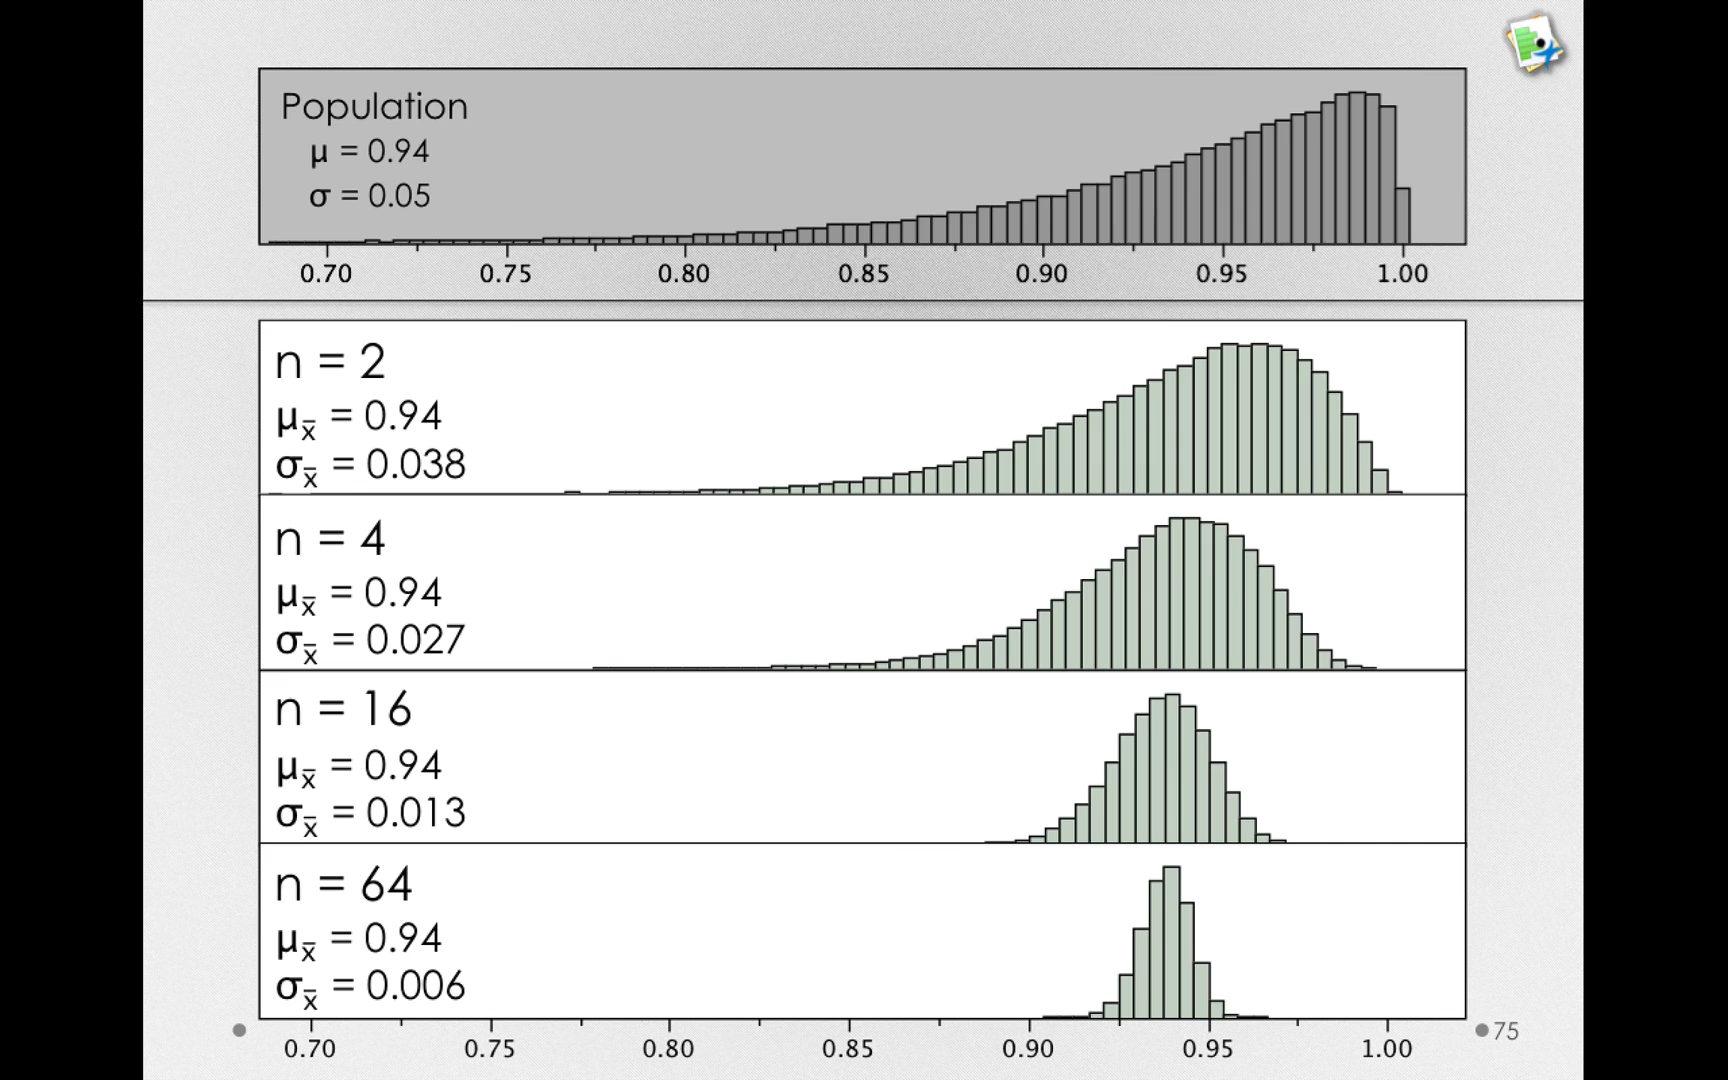 Population
μ = 0.94
σ = 0.05
0.70 0.75 0.80 0.85 0.90 0.95 1.00
n = 2
μx̄ = 0.94
σx̄ = 0.038
n = 4
μx̄ = 0.94
σx̄ = 0.027
n = 16
μx̄ = 0.94
σx̄ = 0.013
n = 64
μx̄ = 0.94
σx̄ = 0.006
0.70 0.75 0.80 0.85 0.90 0.95 1.00
75